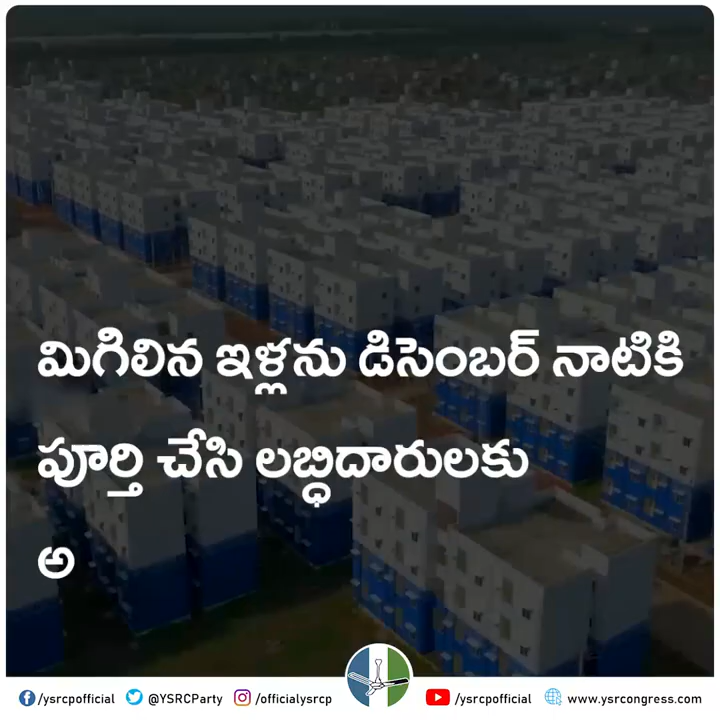 మిగిలిన ఇళ్లను డిసెంబర్ నాటికి
పూర్తి చేసి లబ్ధిదారులకు
అ
/ysrcpofficial @YSRCParty /officialysrcp /ysrcpofficial www.ysrcongress.com